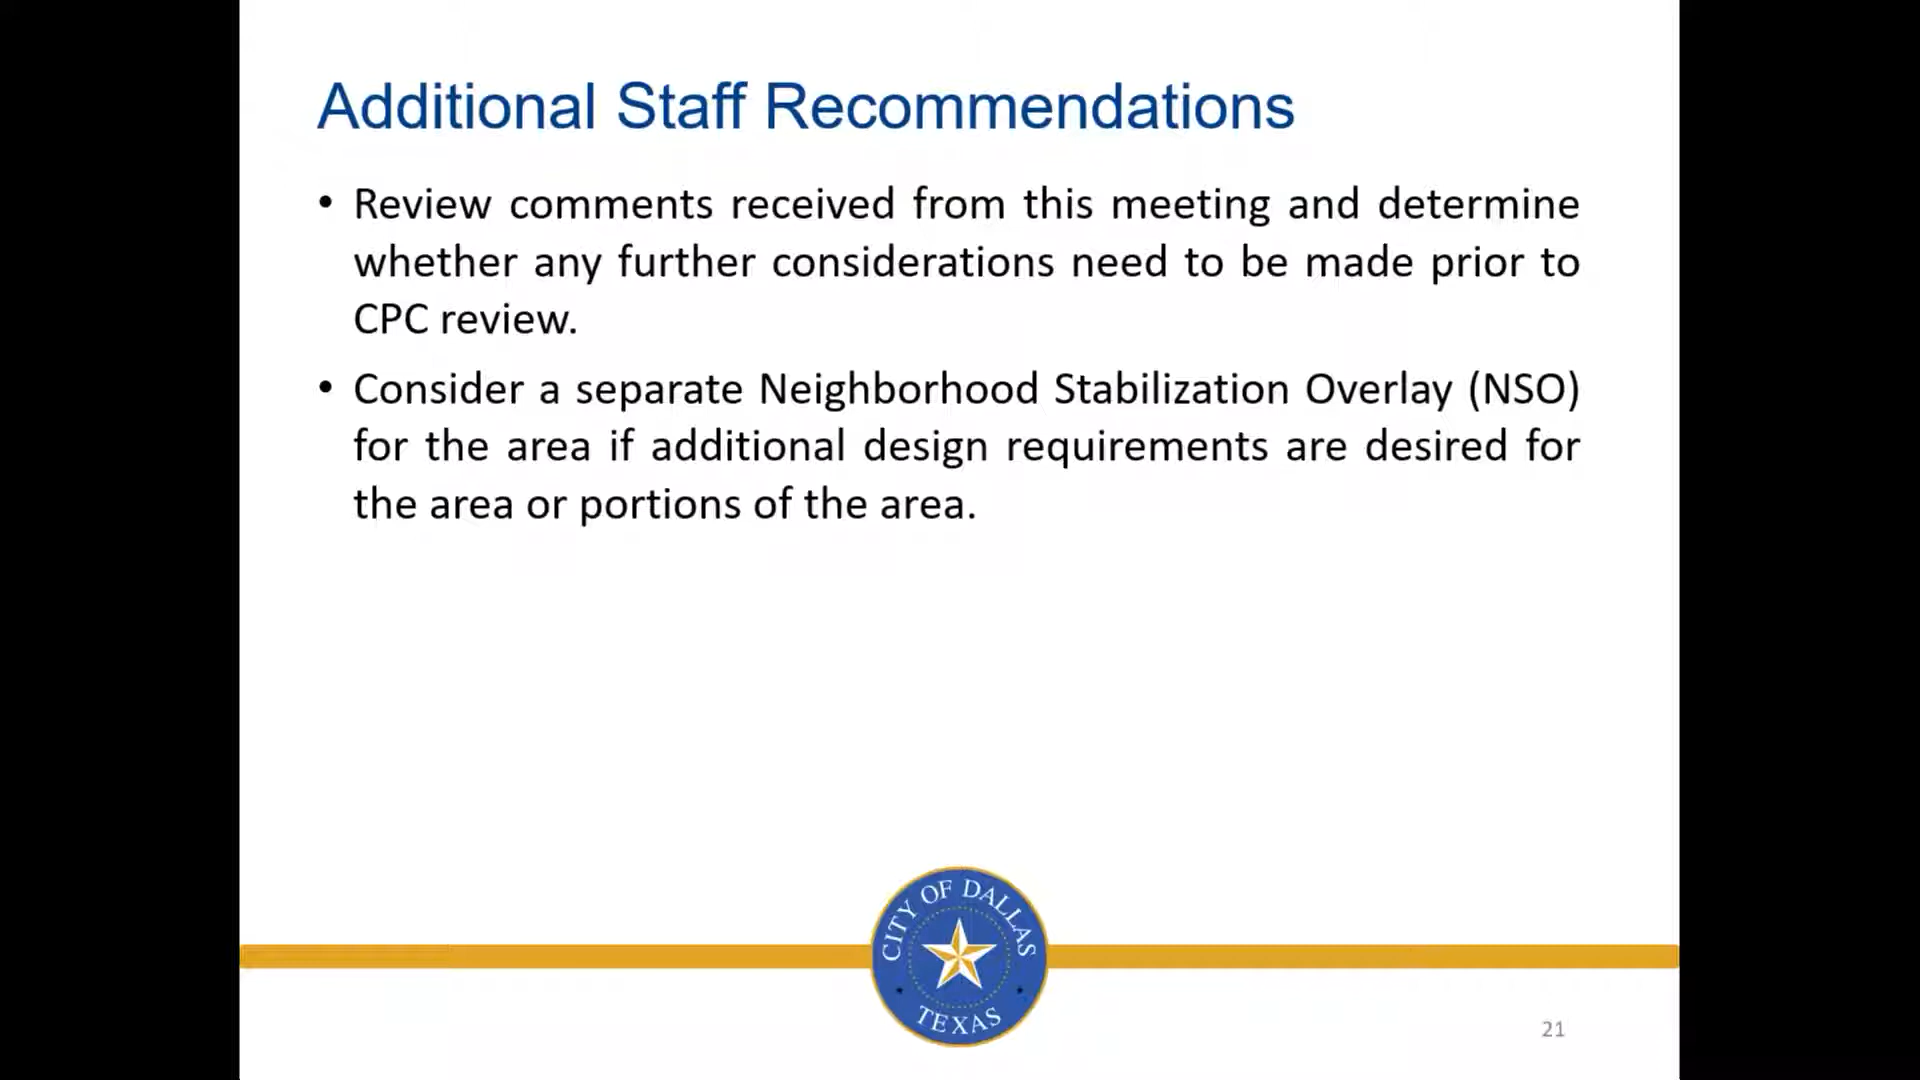 Additional Staff Recommendations
• Review comments received from this meeting and determine
whether any further considerations need to be made prior to
CPC review.
• Consider a separate Neighborhood Stabilization Overlay (NSO)
for the area if additional design requirements are desired for
the area or portions of the area.
CITY OF DALLAS
TEXAS
21